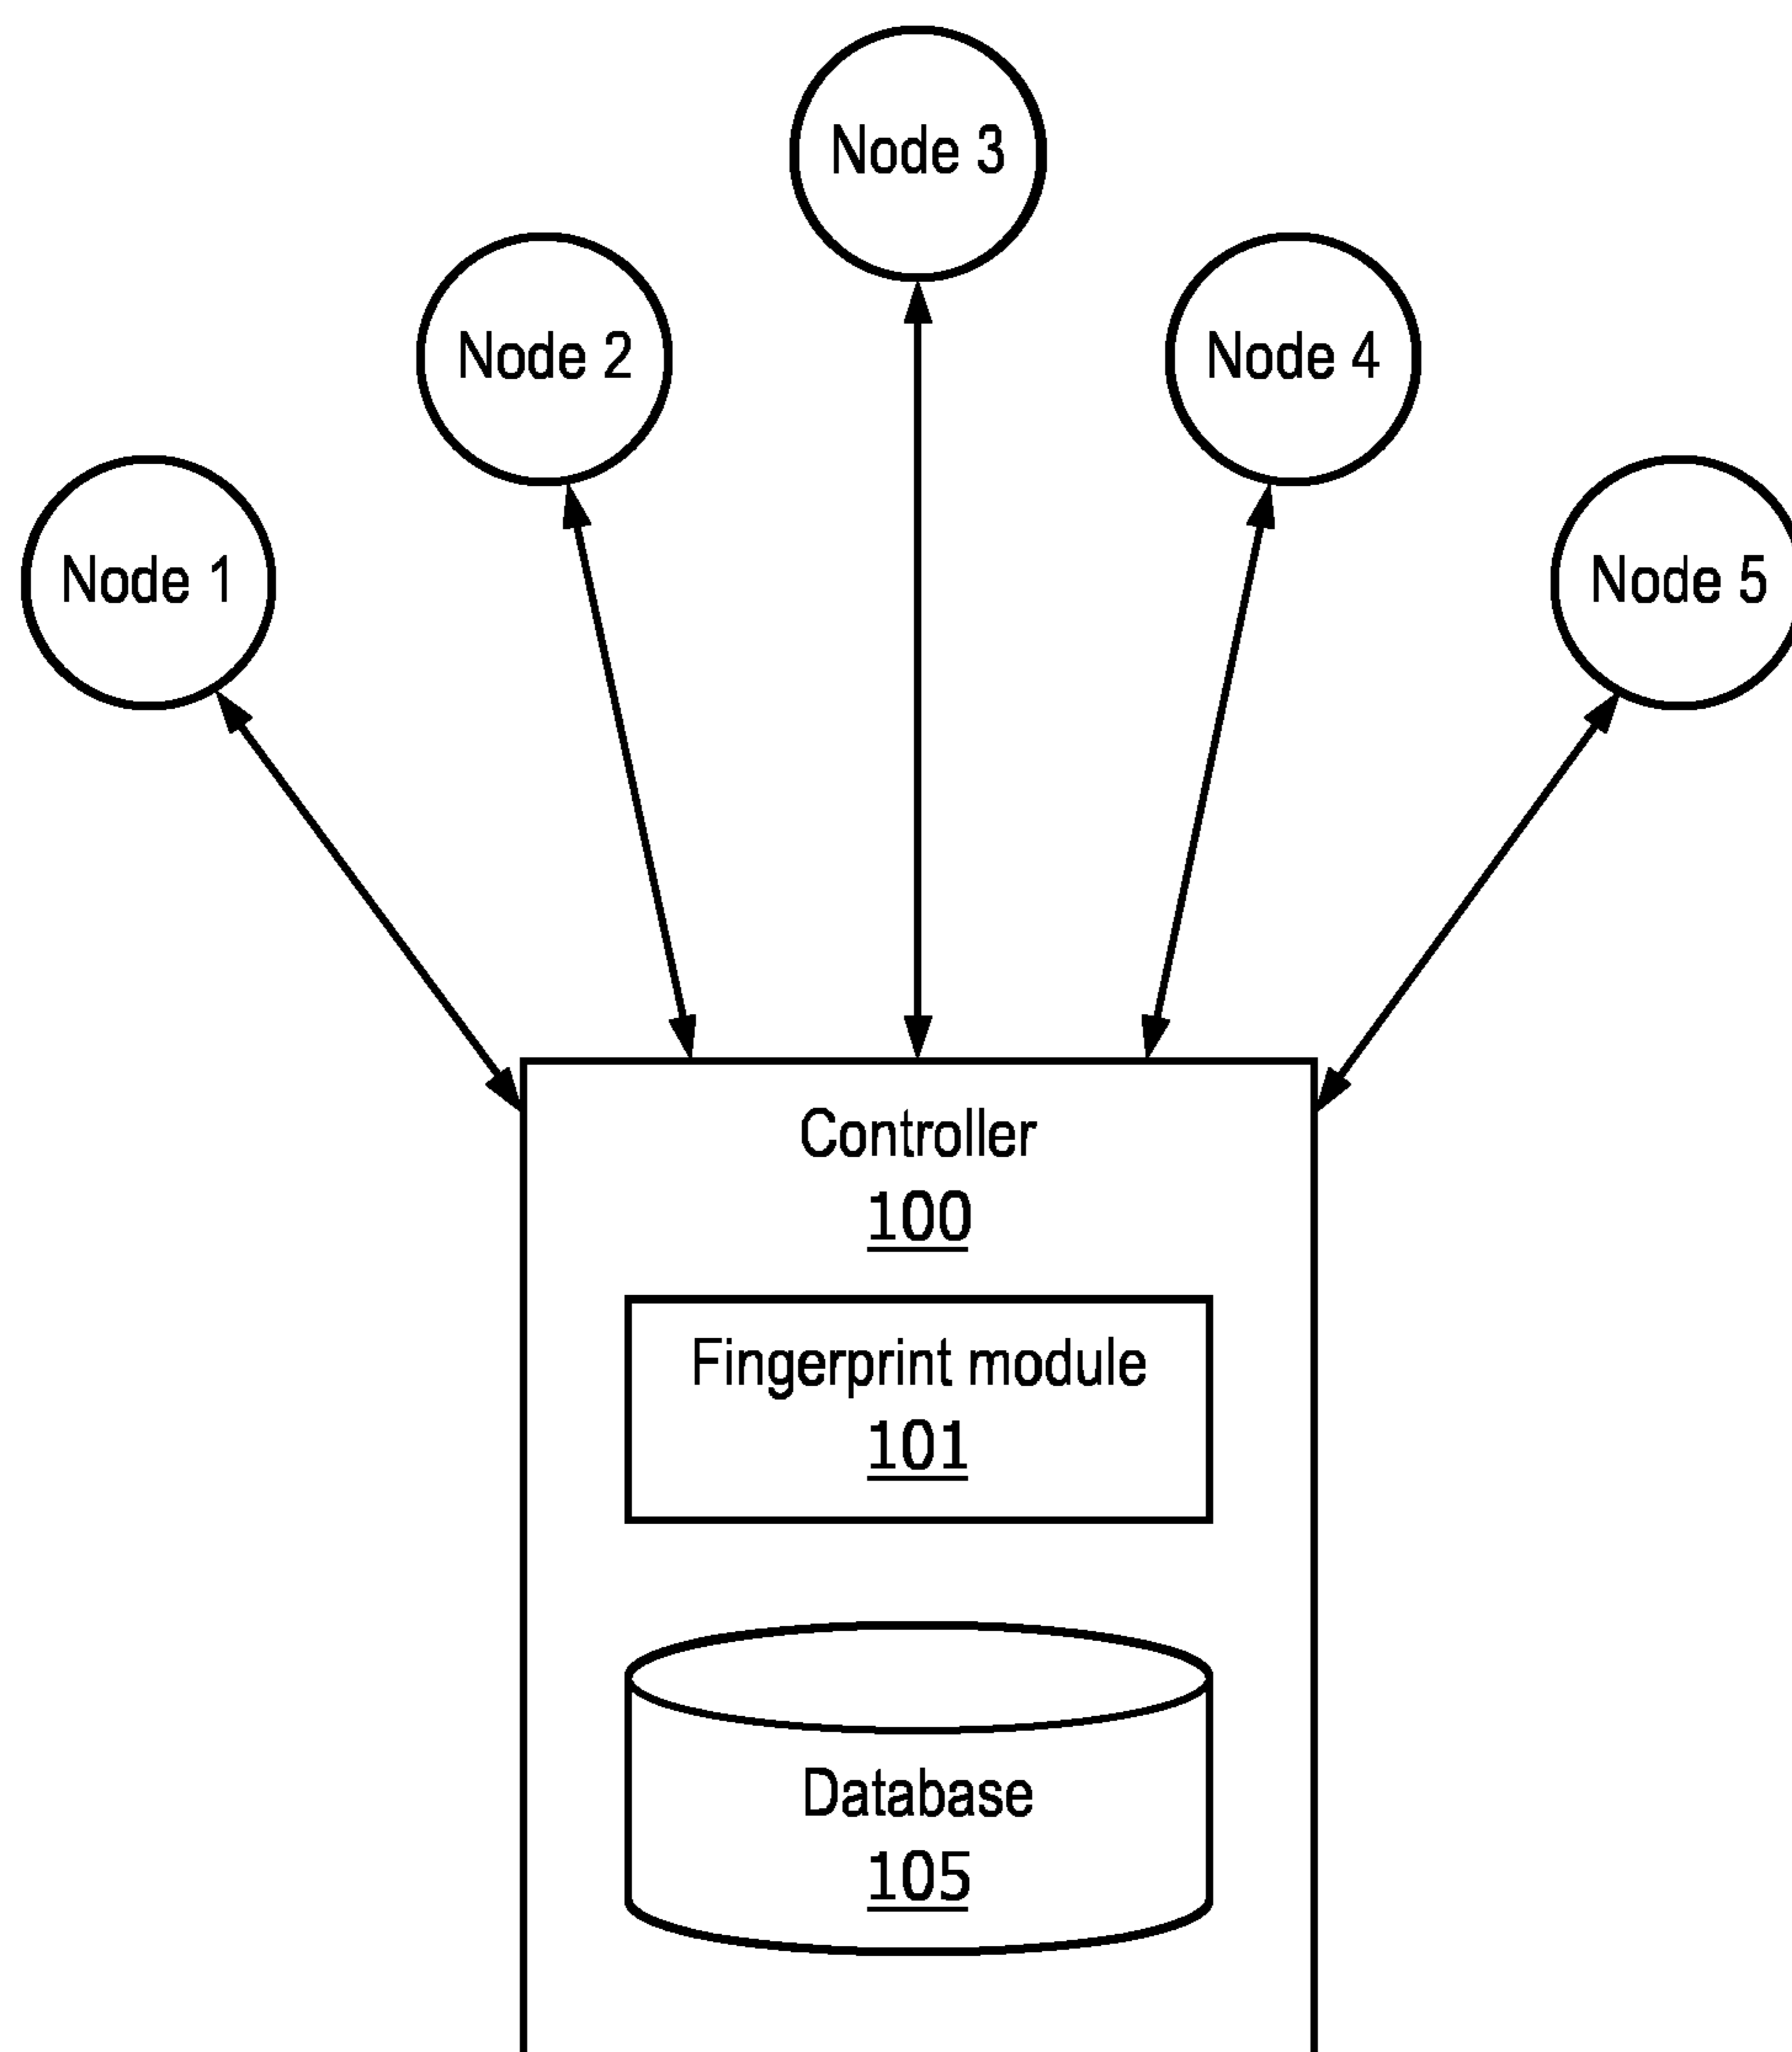 Node 3
Node 2
Node 4
Node 1
Node 5
Controller
100
Fingerprint module
101
Database
105